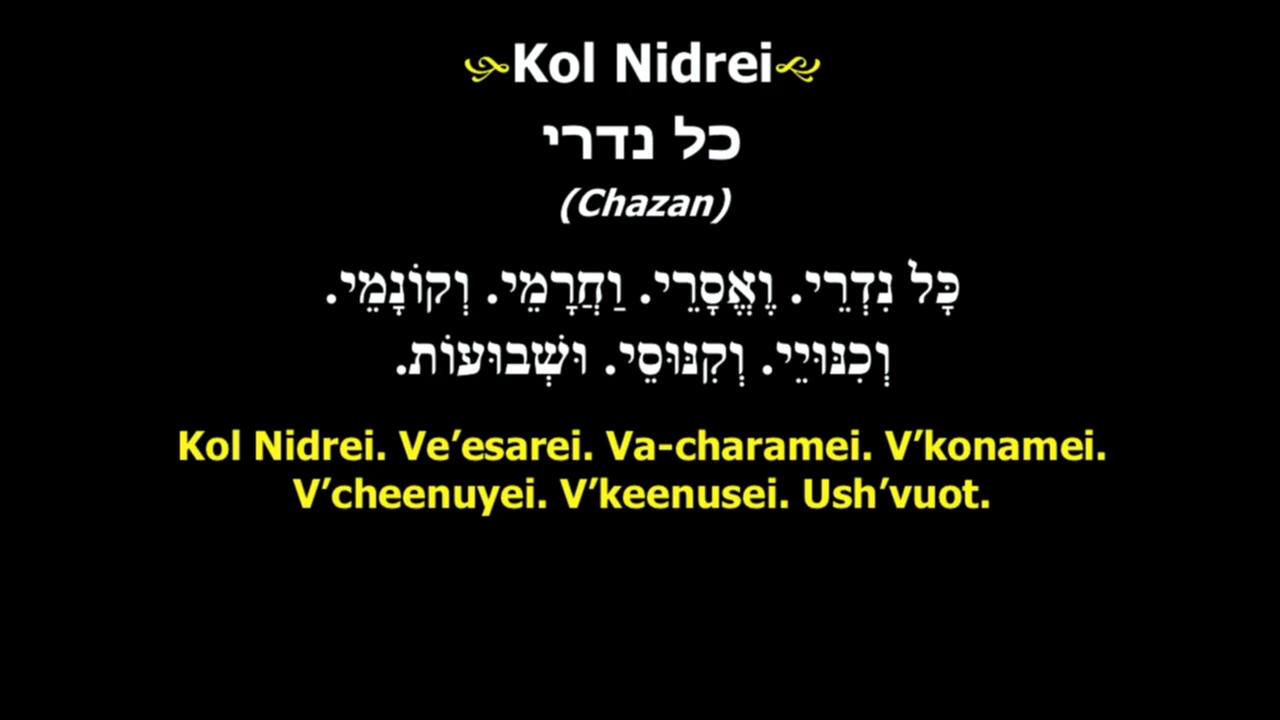 Kol Nidrei
כל נדרי
(Chazan)
כָּל נִדְרֵי. וֶאֱסָרֵי. וַחֲרָמֵי. וְקוֹנָמֵי.
וְכִנּוּיֵי. וְקִנּוּסֵי. וּשְׁבוּעוֹת.
Kol Nidrei. Ve’esarei. Va-charamei. V’konamei.
V’cheenuyei. V’keenusei. Ush’vuot.